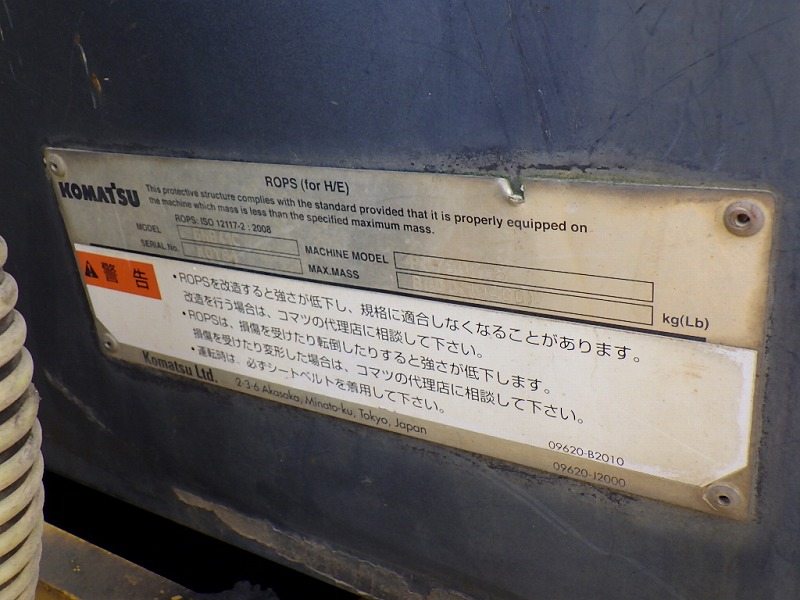 ROPS (for H/E)
KOMATSU
This protective structure complies with the standard provided that it is properly equipped on
the machine which mass is less than the specified maximum mass.
ROPS: ISO 12117-2 : 2008
MODEL
SERIAL No.
MACHINE MODEL
MAX.MASS
kg(Lb)
警告
・ROPSを改造すると強さが低下し、規格に適合しなくなることがあります。
改造を行う場合は、コマツの代理店に相談して下さい。
・ROPSは、損傷を受けたり転倒したりすると強さが低下します。
損傷を受けたり変形した場合は、コマツの代理店に相談して下さい。
・運転時は、必ずシートベルトを着用して下さい。
09620-B2010
Komatsu Ltd.
2-3-6 Akasaka, Minato-ku, Tokyo, Japan
09620-J2000